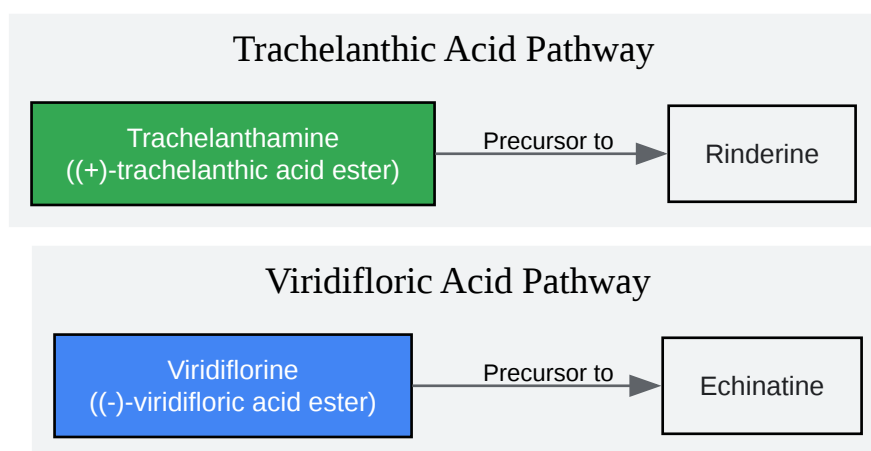 Trachelanthic Acid Pathway
Trachelanthamine
((+)-trachelanthic acid ester)
Precursor to
Rinderine
Viridifloric Acid Pathway
Viridiflorine
((-)-viridifloric acid ester)
Precursor to
Echinatine